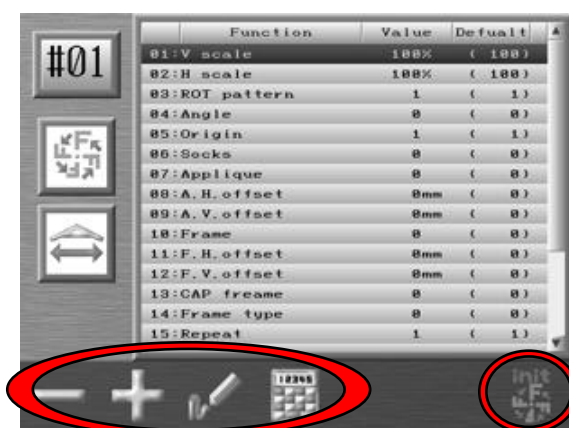 #01
Function Value Defualt
01:V scale 100% ( 100)
02:H scale 100% ( 100)
03:ROT pattern 1 ( 1)
04:Angle 0 ( 0)
05:Origin 1 ( 1)
06:Socks 0 ( 0)
07:Applique 0 ( 0)
08:A.H.offset 0mm ( 0)
09:A.V.offset 0mm ( 0)
10:Frame 0 ( 0)
11:F.H.offset 0mm ( 0)
12:F.V.offset 0mm ( 0)
13:CAP freame 0 ( 0)
14:Frame type 0 ( 0)
15:Repeat 1 ( 1)
12345
init